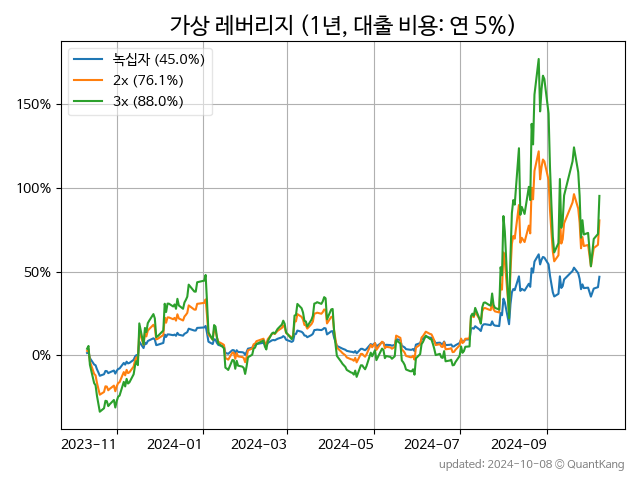 가상 레버리지 (1년, 대출 비용: 연 5%)
녹십자 (45.0%)
2x (76.1%)
3x (88.0%)
150%
100%
50%
0%
2023-11
2024-01
2024-03
2024-05
2024-07
2024-09
updated: 2024-10-08 © QuantKang